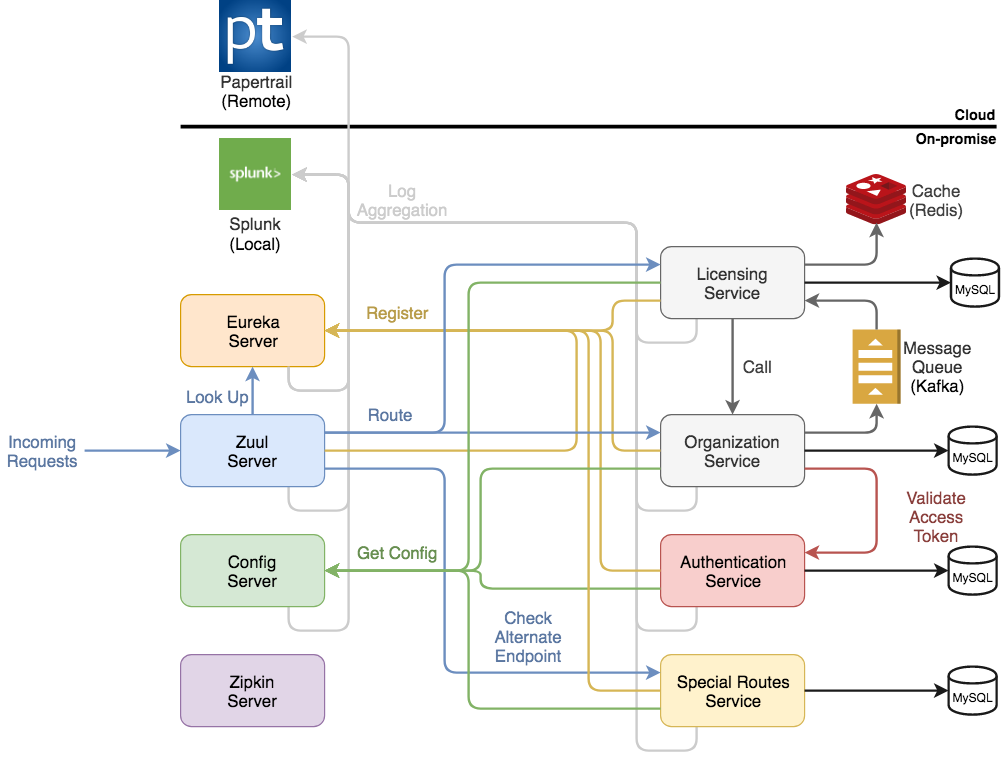 pt
Papertrail
(Remote)
Cloud
On-promise
splunk>
Splunk
(Local)
Log
Aggregation
Cache
(Redis)
Licensing
Service
MySQL
Eureka
Server
Register
Message
Queue
(Kafka)
Call
Look Up
Route
Incoming
Requests
Zuul
Server
Organization
Service
MySQL
Validate
Access
Token
Config
Server
Get Config
Authentication
Service
MySQL
Check
Alternate
Endpoint
Zipkin
Server
Special Routes
Service
MySQL